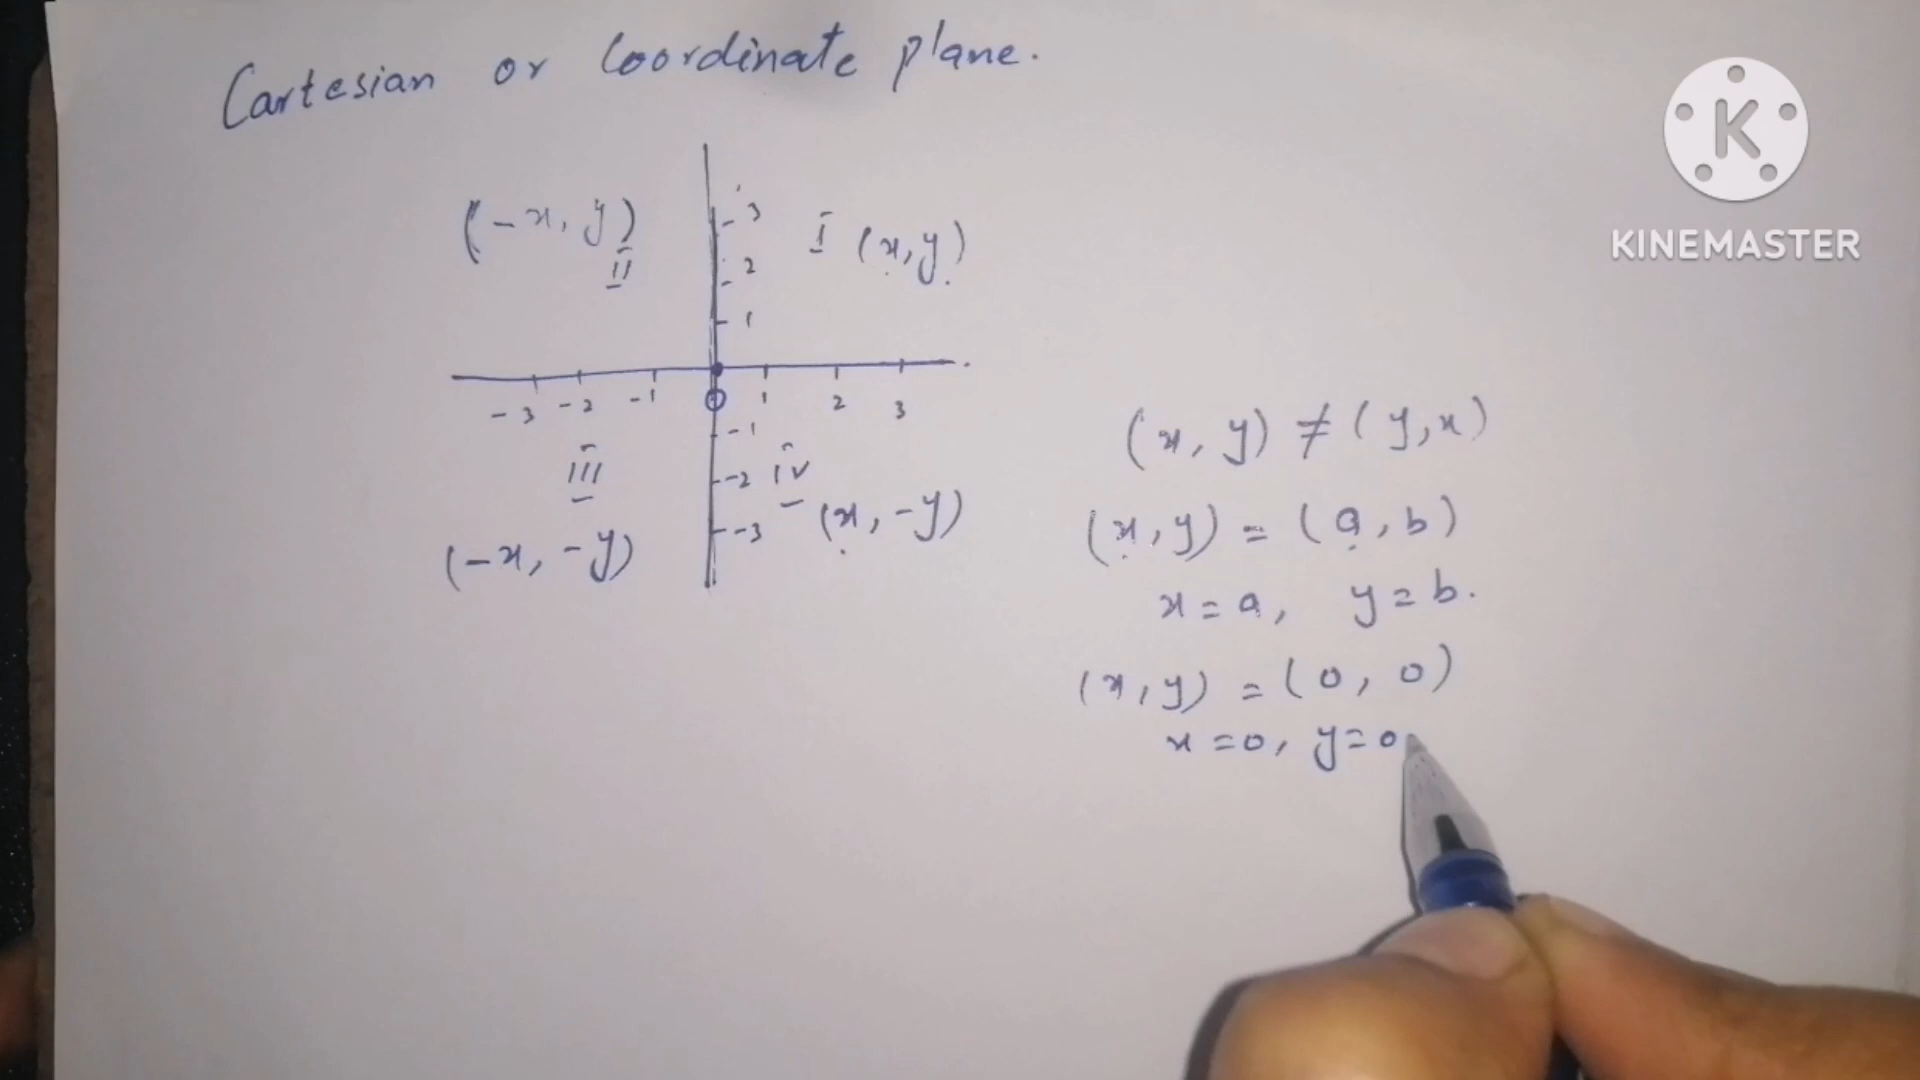 Cartesian or Coordinate plane.
(-x, y)
II
I (x, y)
3
2
1
-3 -2 -1 0 1 2 3
-1
-2
-3
III
IV
(-x, -y)
(x, -y)
(x, y) ≠ (y, x)
(x, y) = (a, b)
x = a, y = b.
(x, y) = (0, 0)
x = 0, y = 0
K
KINEMASTER